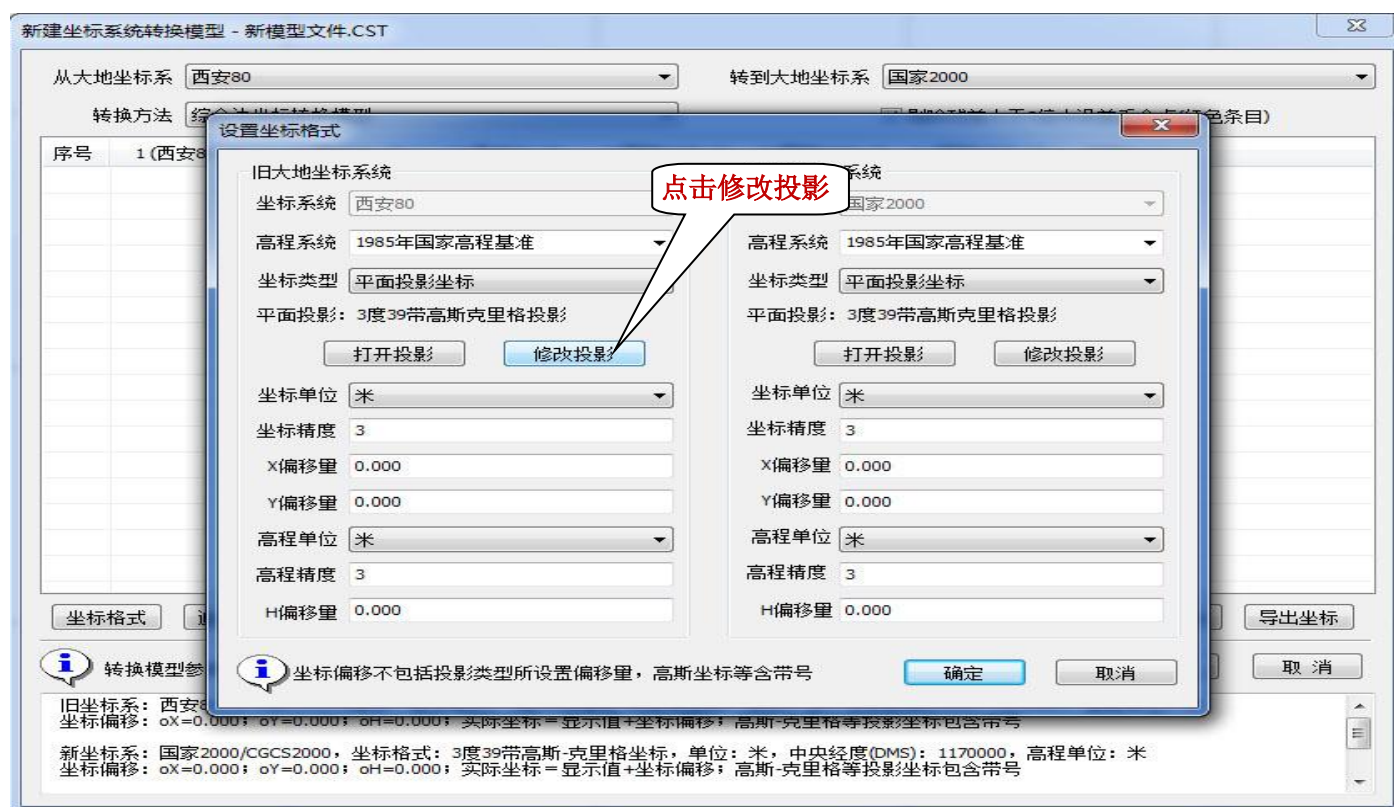 新建坐标系统转换模型 - 新模型文件.CST
从大地坐标系 西安80 转到大地坐标系 国家2000
转换方法 色条目)
设置坐标格式
序号 1(西安8
旧大地坐标系统 系统
点击修改投影
坐标系统 西安80 国家2000
高程系统 1985年国家高程基准 高程系统 1985年国家高程基准
坐标类型 平面投影坐标 坐标类型 平面投影坐标
平面投影: 3度39带高斯克里格投影 平面投影: 3度39带高斯克里格投影
打开投影 修改投影 打开投影 修改投影
坐标单位 米 坐标单位 米
坐标精度 3 坐标精度 3
X偏移量 0.000 X偏移量 0.000
Y偏移量 0.000 Y偏移量 0.000
高程单位 米 高程单位 米
高程精度 3 高程精度 3
H偏移量 0.000 H偏移量 0.000
坐标格式 导出坐标
转换模型参 坐标偏移不包括投影类型所设置偏移量，高斯坐标等含带号 确定 取消 取 消
旧坐标系: 西安8
坐标偏移: oX=0.000; oY=0.000; oH=0.000; 实际坐标=显示值+坐标偏移; 高斯-克里格等投影坐标包含带号
新坐标系: 国家2000/CGCS2000，坐标格式: 3度39带高斯-克里格坐标，单位: 米，中央经度(DMS): 1170000，高程单位: 米
坐标偏移: oX=0.000; oY=0.000; oH=0.000; 实际坐标=显示值+坐标偏移; 高斯-克里格等投影坐标包含带号